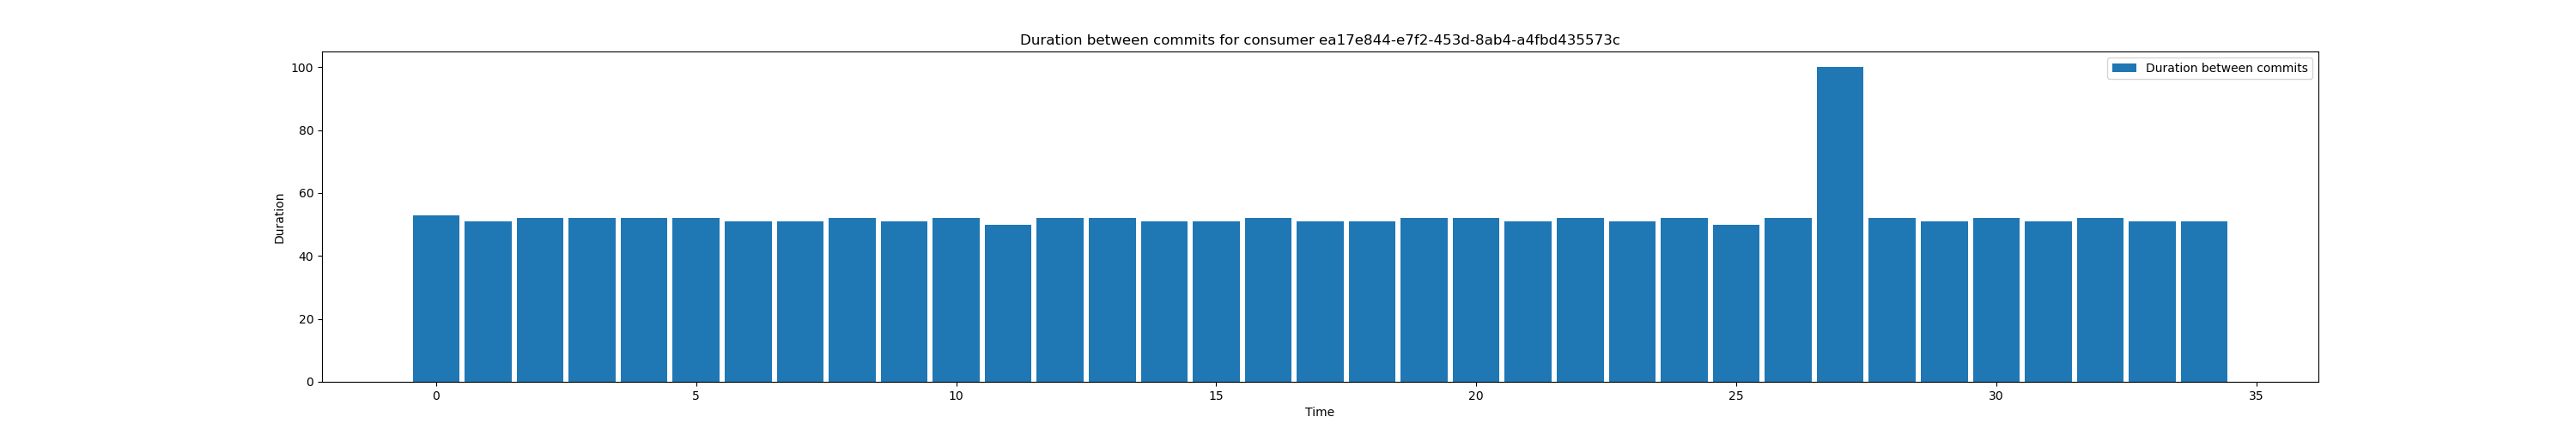 Duration between commits for consumer ea17e844-e7f2-453d-8ab4-a4fbd435573c
Duration between commits
100
80
60
40
20
0
Duration
0 5 10 15 20 25 30 35
Time